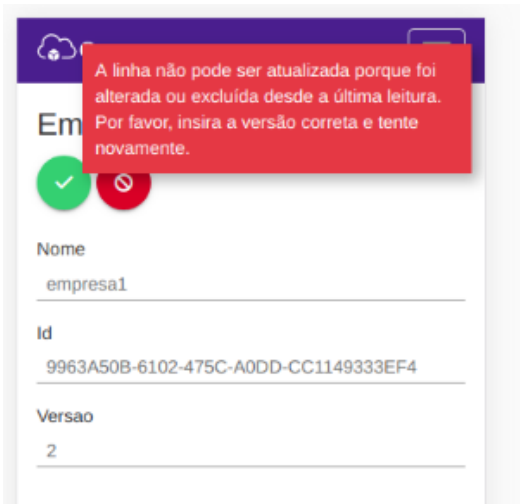 A linha não pode ser atualizada porque foi
alterada ou excluída desde a última leitura.
Por favor, insira a versão correta e tente
novamente.
Em
Nome
empresa1
Id
9963A50B-6102-475C-A0DD-CC1149333EF4
Versao
2